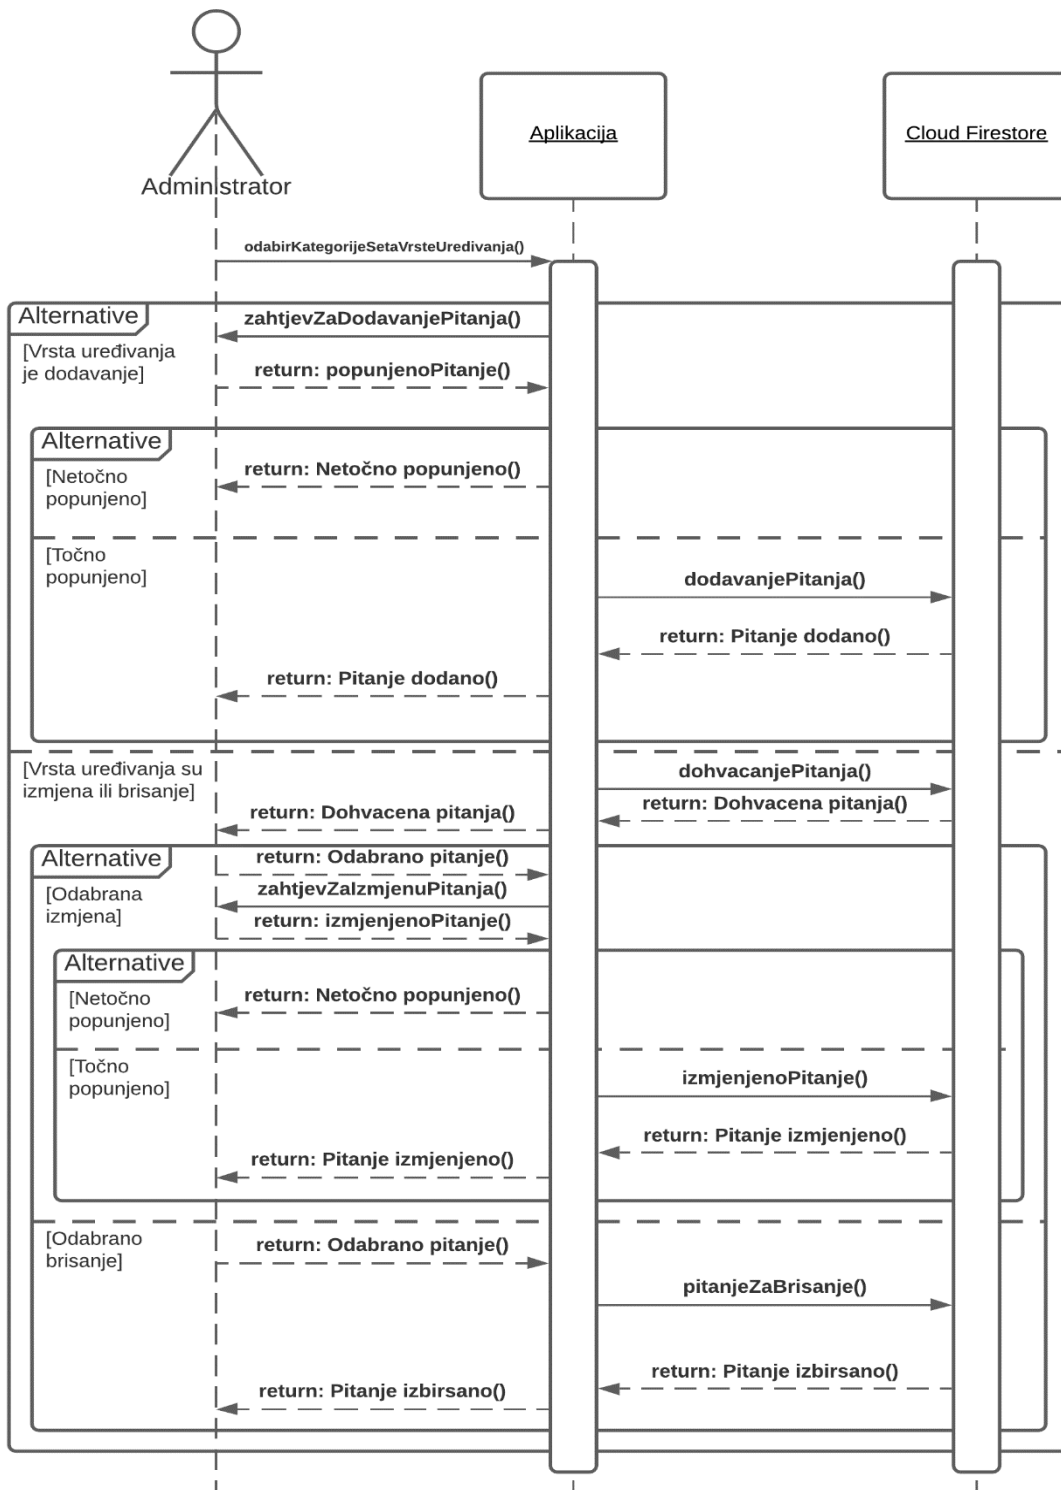 Aplikacija
Cloud Firestore
Administrator
odabirKategorijeSetaVrsteUredivanja()
Alternative
zahtjevZaDodavanjePitanja()
[Vrsta uređivanja
je dodavanje]
return: popunjenoPitanje()
Alternative
return: Netočno popunjeno()
[Netočno
popunjeno]
[Točno
popunjeno]
dodavanjePitanja()
return: Pitanje dodano()
return: Pitanje dodano()
[Vrsta uređivanja su
izmjena ili brisanje]
dohvacanjePitanja()
return: Dohvacena pitanja()
return: Dohvacena pitanja()
Alternative
return: Odabrano pitanje()
[Odabrana
izmjena]
zahtjevZaIzmjenuPitanja()
return: izmjenjenoPitanje()
Alternative
return: Netočno popunjeno()
[Netočno
popunjeno]
[Točno
popunjeno]
izmjenjenoPitanje()
return: Pitanje izmjenjeno()
return: Pitanje izmjenjeno()
[Odabrano
brisanje]
return: Odabrano pitanje()
pitanjeZaBrisanje()
return: Pitanje izbirsano()
return: Pitanje izbirsano()